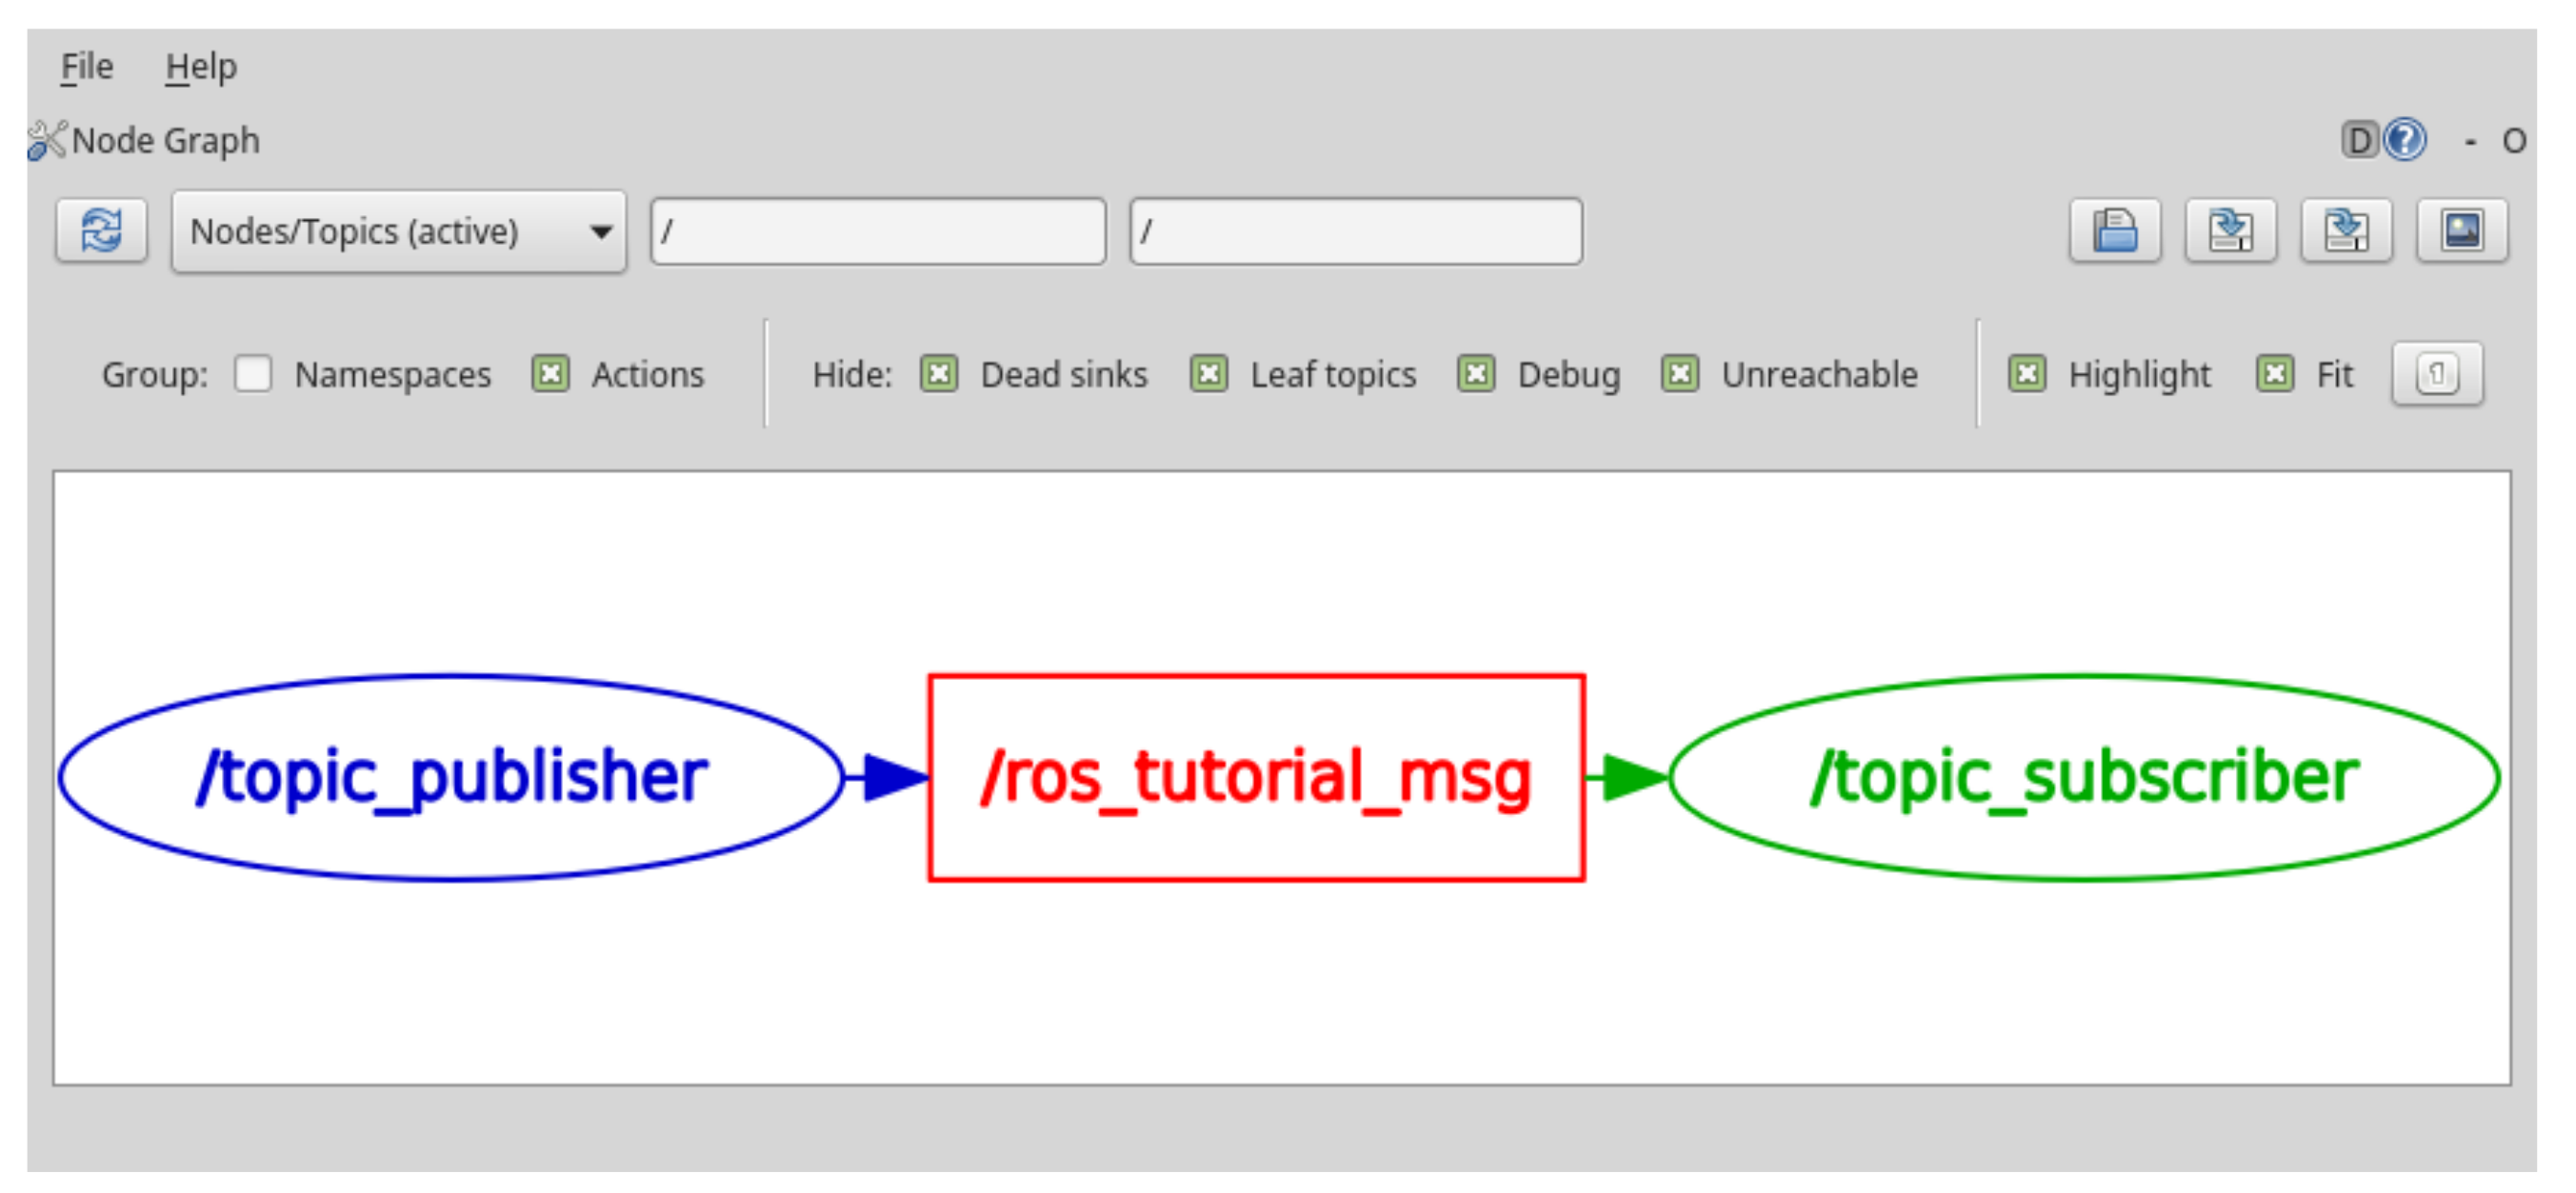 File Help
Node Graph D ? - O
Nodes/Topics (active) / /
Group: Namespaces Actions Hide: Dead sinks Leaf topics Debug Unreachable Highlight Fit
/topic_publisher /ros_tutorial_msg /topic_subscriber